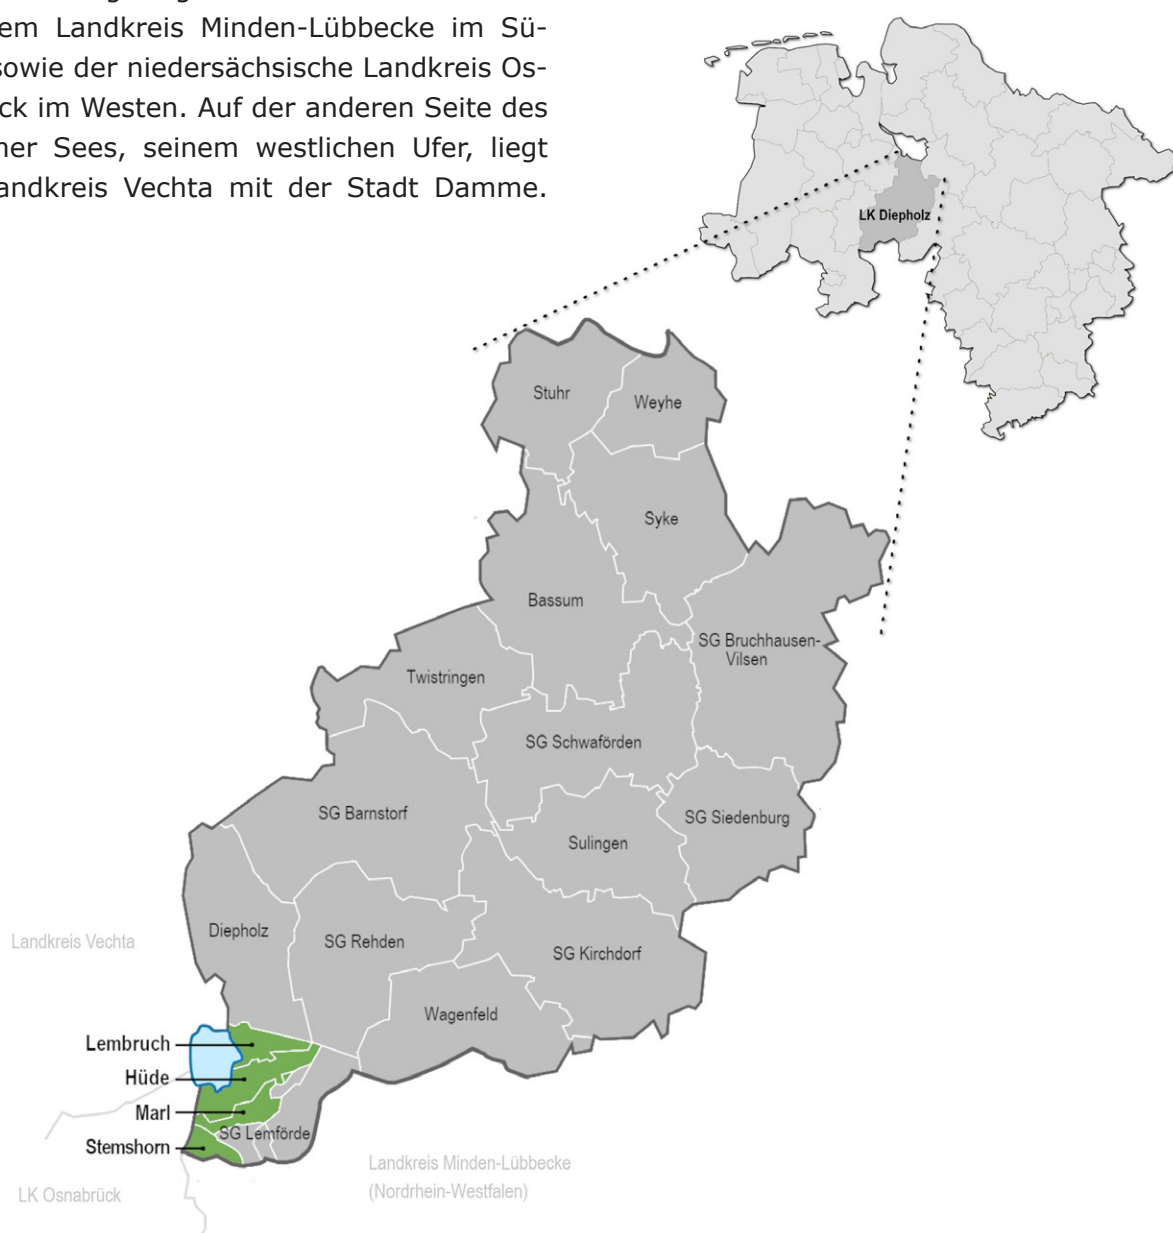 em Landkreis Minden-Lübbecke im Sü-
sowie der niedersächsische Landkreis Os-
ck im Westen. Auf der anderen Seite des
ner Sees, seinem westlichen Ufer, liegt
andkreis Vechta mit der Stadt Damme.
LK Diepholz
Stuhr
Weyhe
Syke
Bassum
SG Bruchhausen-
Vilsen
Twistringen
SG Schwaförden
SG Barnstorf
SG Siedenburg
Sulingen
Diepholz
Landkreis Vechta
SG Rehden
SG Kirchdorf
Wagenfeld
Lembruch
Hüde
Marl
SG Lemförde
Stemshorn
Landkreis Minden-Lübbecke
(Nordrhein-Westfalen)
LK Osnabrück